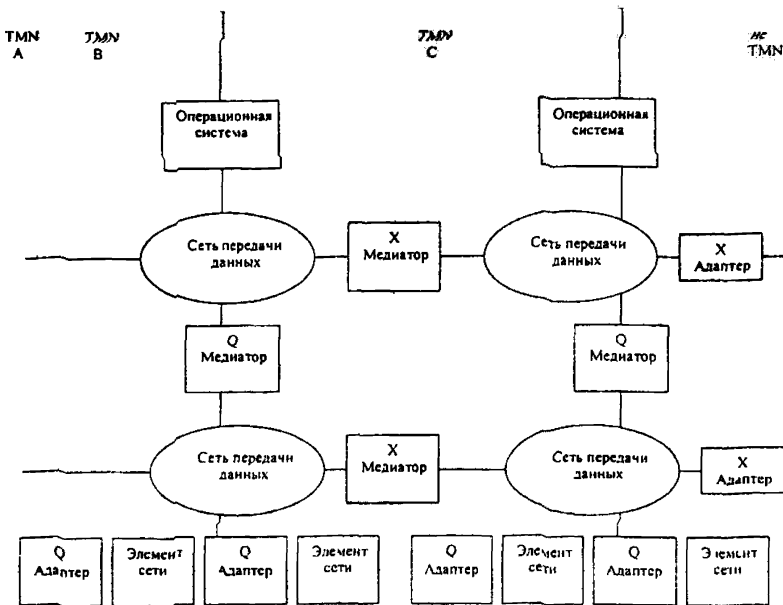 TMN
A
TMN
B
TMN
C
не
TMN
Операционная
система
Операционная
система
Сеть передачи
данных
X
Медиатор
Сеть передачи
данных
X
Адаптер
Q
Медиатор
Q
Медиатор
Сеть передачи
данных
X
Медиатор
Сеть передачи
данных
X
Адаптер
Q
Адаптер
Элемент
сети
Q
Адаптер
Элемент
сети
Q
Адаптер
Элемент
сети
Q
Адаптер
Элемент
сети